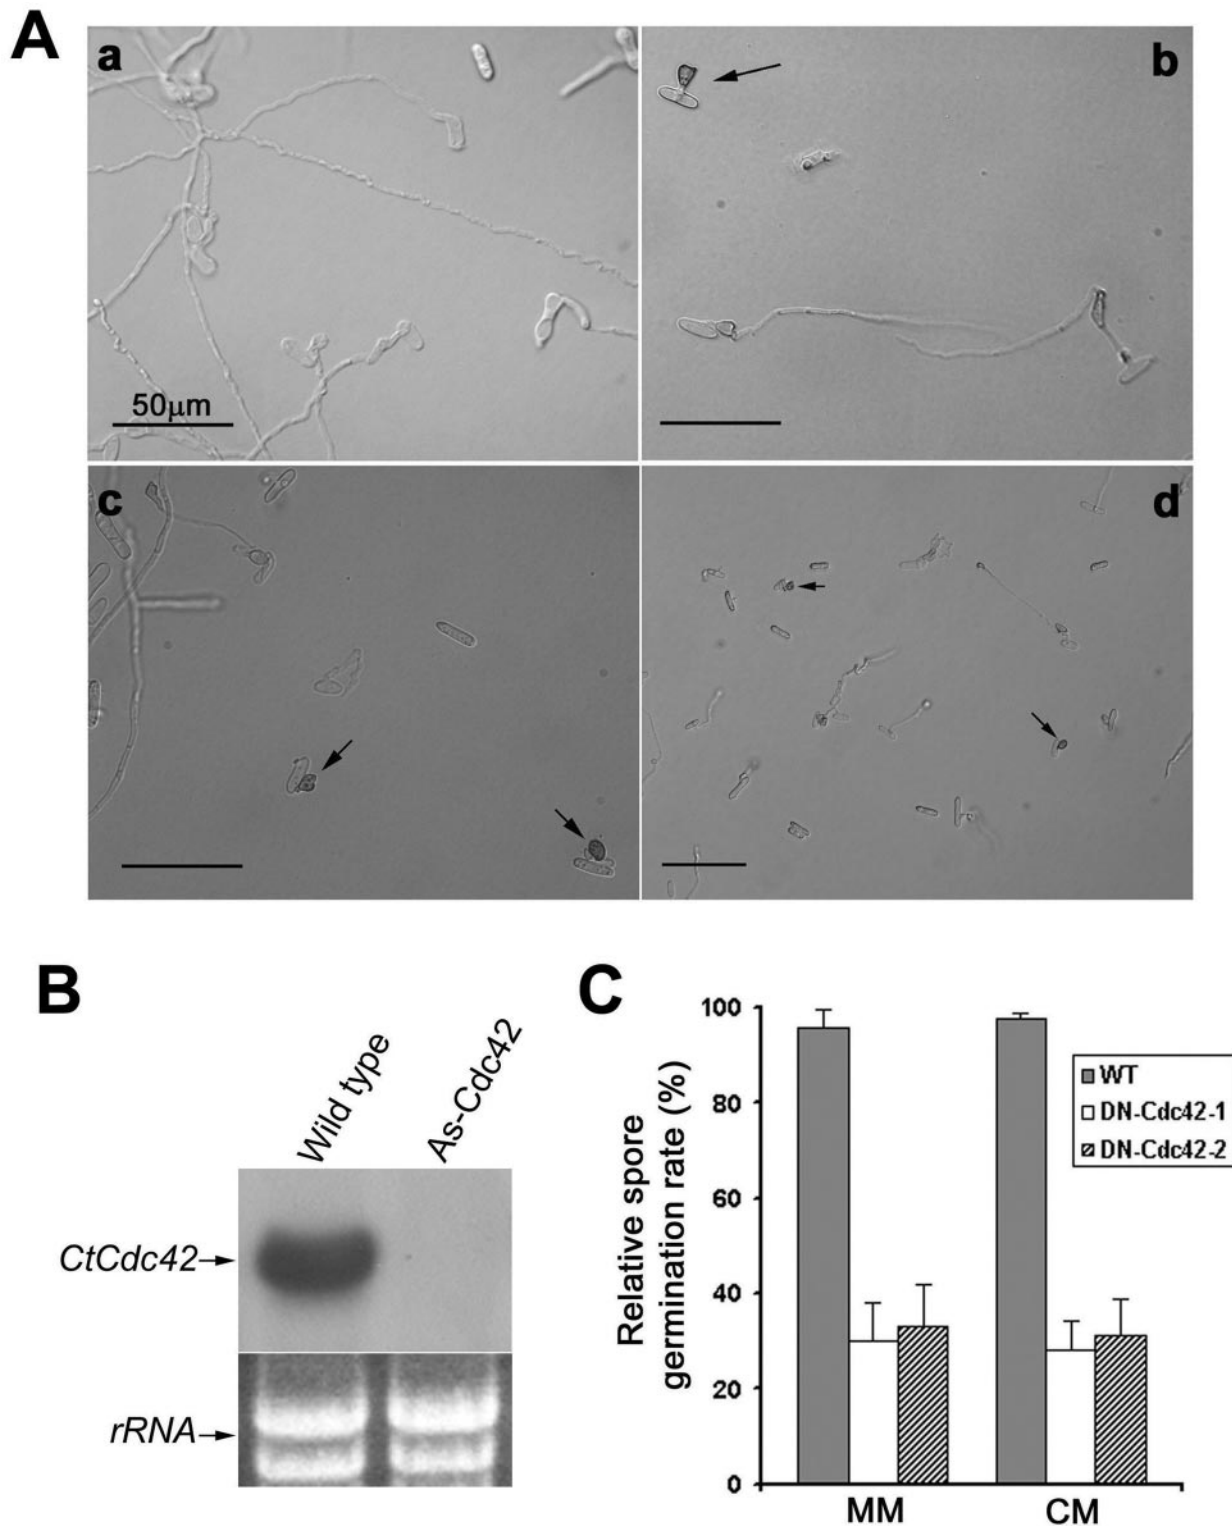 A
a
b
50μm
c
d
B
Wild type
As-Cdc42
CtCdc42
rRNA
C
Relative spore
germination rate (%)
100
80
60
40
20
0
WT
DN-Cdc42-1
DN-Cdc42-2
MM
CM